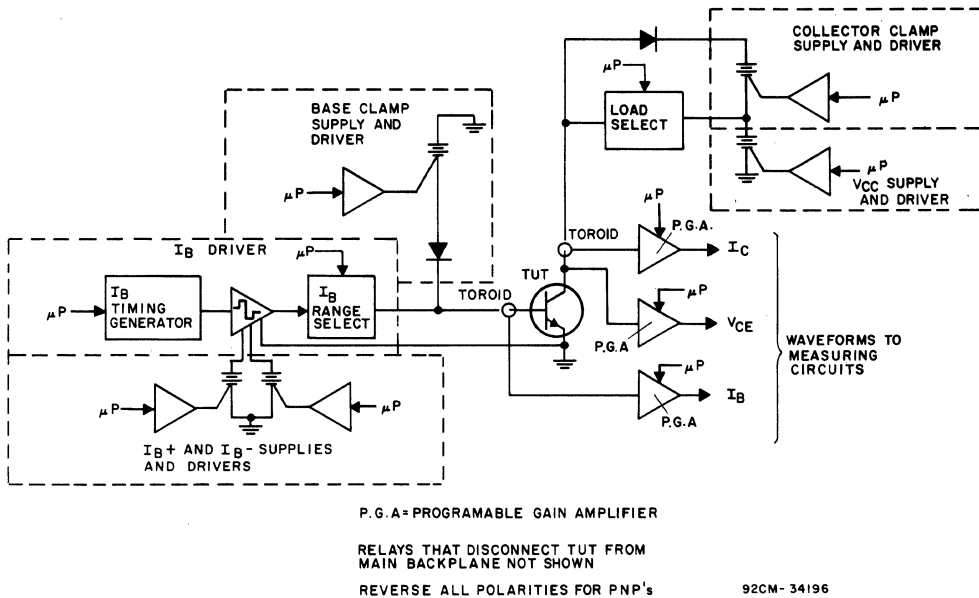 COLLECTOR CLAMP
SUPPLY AND DRIVER
μP
LOAD
SELECT
μP
μP
VCC SUPPLY
AND DRIVER
BASE CLAMP
SUPPLY AND
DRIVER
μP
IB DRIVER
μP
IB
TIMING
GENERATOR
μP
IB
RANGE
SELECT
TOROID
TOROID
TUT
μP
P.G.A.
IC
μP
P.G.A
VCE
μP
P.G.A
IB
WAVEFORMS TO
MEASURING
CIRCUITS
μP
μP
IB+ AND IB- SUPPLIES
AND DRIVERS
P.G.A= PROGRAMABLE GAIN AMPLIFIER
RELAYS THAT DISCONNECT TUT FROM
MAIN BACKPLANE NOT SHOWN
REVERSE ALL POLARITIES FOR PNP's
92CM-34196